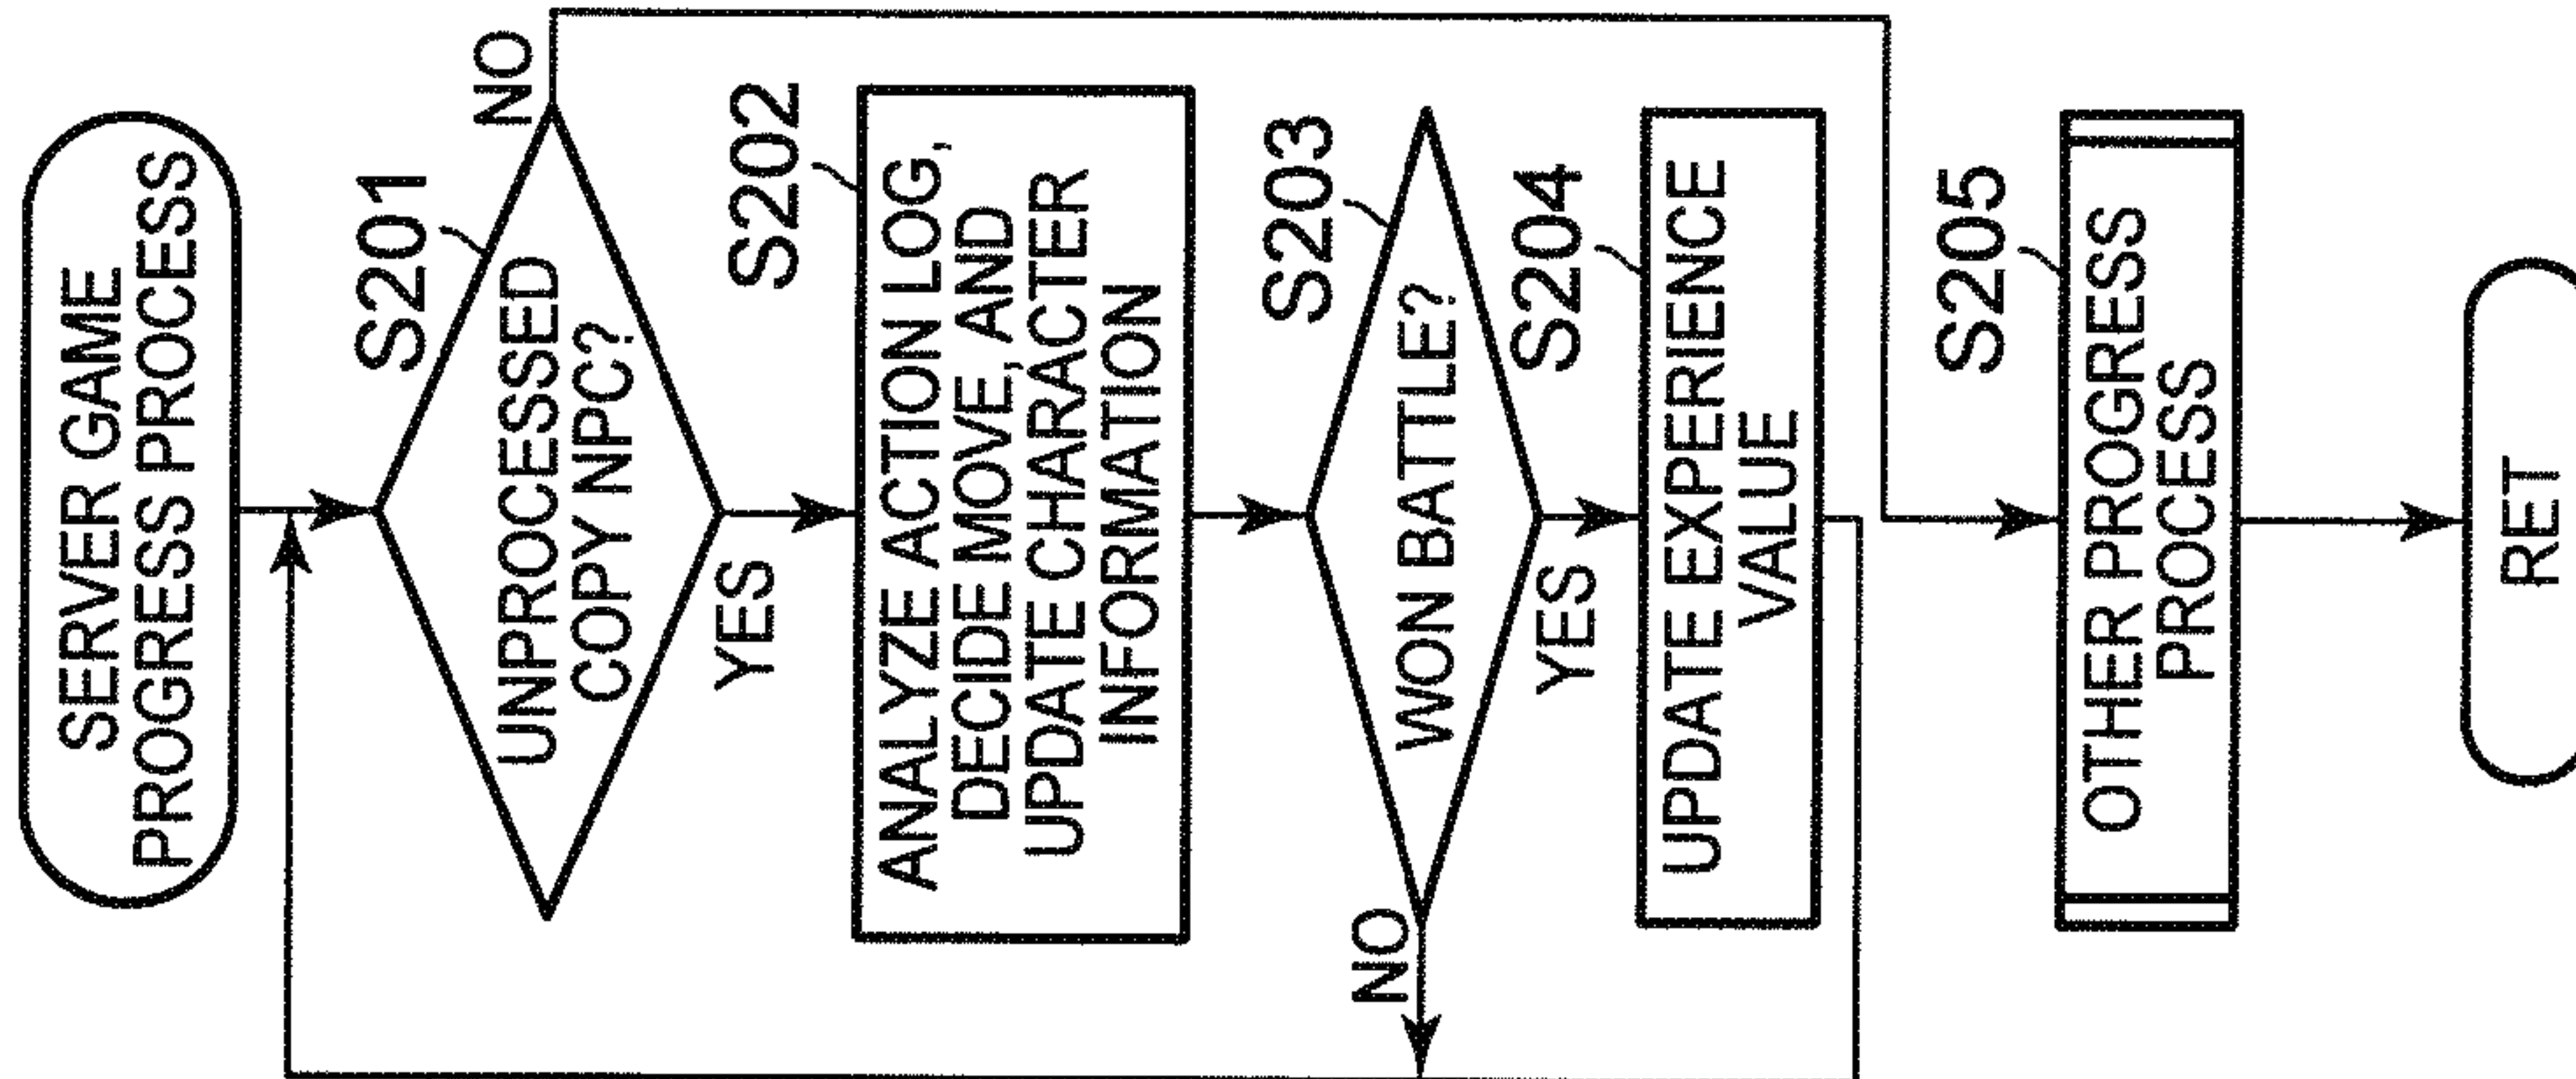 SERVER GAME
PROGRESS PROCESS
S201
UNPROCESSED
COPY NPC?
NO
YES
S202
ANALYZE ACTION LOG,
DECIDE MOVE, AND
UPDATE CHARACTER
INFORMATION
S203
WON BATTLE?
NO
YES
S204
UPDATE EXPERIENCE
VALUE
S205
OTHER PROGRESS
PROCESS
RET